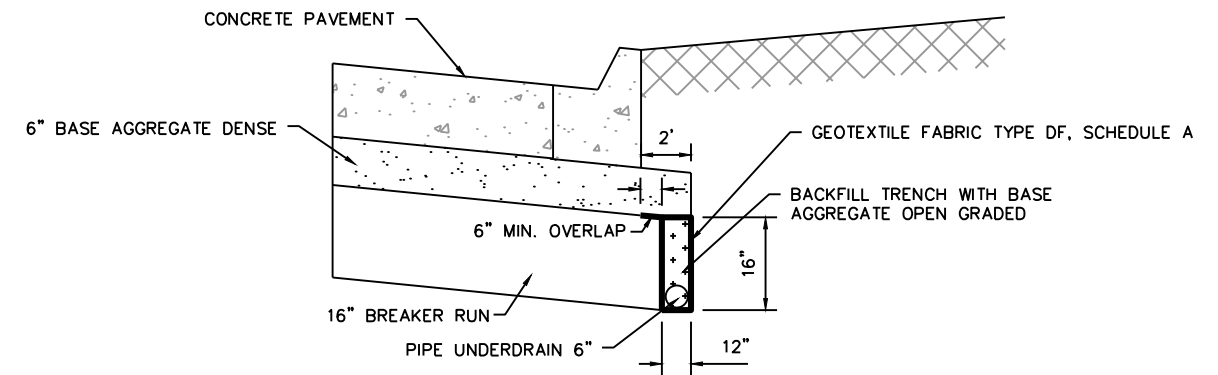 CONCRETE PAVEMENT
6" BASE AGGREGATE DENSE
2'
GEOTEXTILE FABRIC TYPE DF, SCHEDULE A
BACKFILL TRENCH WITH BASE
AGGREGATE OPEN GRADED
6" MIN. OVERLAP
16"
16" BREAKER RUN
PIPE UNDERDRAIN 6"
12"